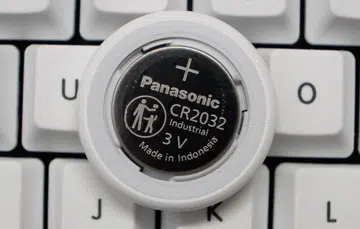 +
Panasonic
CR2032
Industrial
3 V
Made in Indonesia
U
O
J
K
L